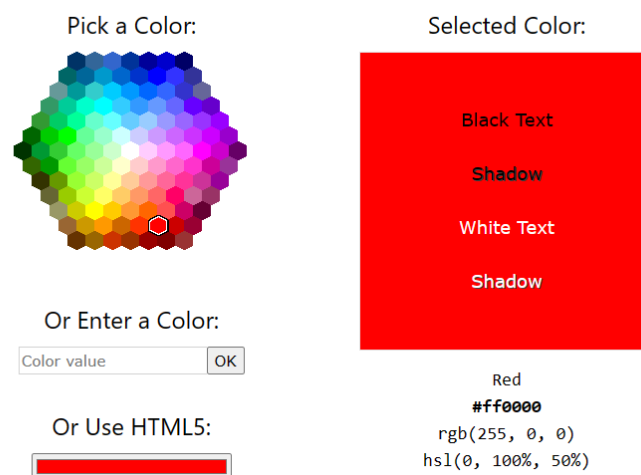 Pick a Color:
Or Enter a Color:
Color value
OK
Or Use HTML5:
Selected Color:
Black Text
Shadow
White Text
Shadow
Red
#ff0000
rgb(255, 0, 0)
hsl(0, 100%, 50%)